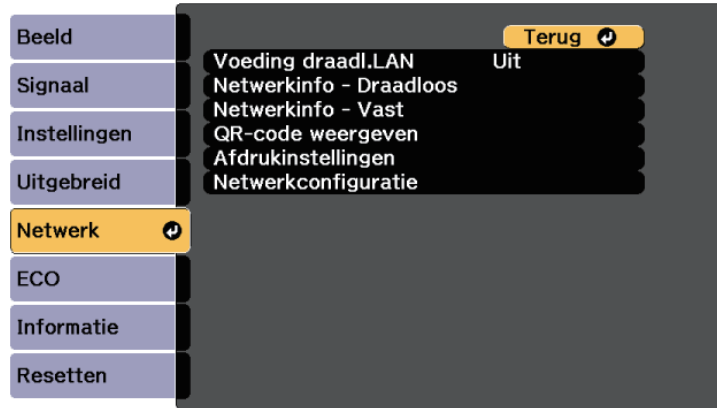 Beeld
Signaal
Instellingen
Uitgebreid
Netwerk
ECO
Informatie
Resetten
Terug
Voeding draadl.LAN Uit
Netwerkinfo - Draadloos
Netwerkinfo - Vast
QR-code weergeven
Afdrukinstellingen
Netwerkconfiguratie